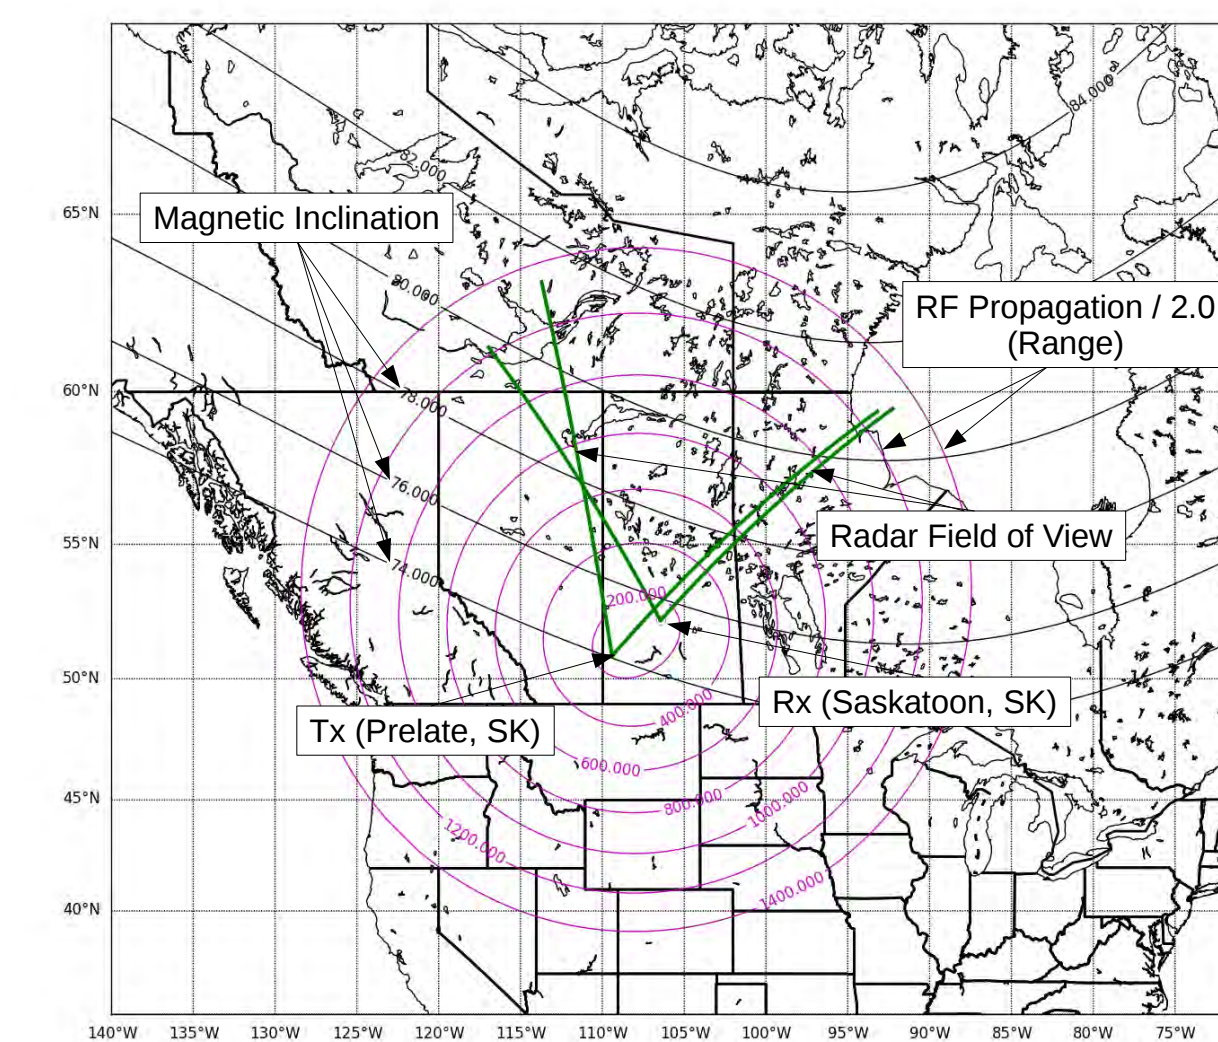 84.000
82.000
65°N
Magnetic Inclination
80.000
RF Propagation / 2.0
(Range)
60°N
78.000
76.000
Radar Field of View
55°N
74.000
200.000
50°N
Rx (Saskatoon, SK)
400.000
Tx (Prelate, SK)
600.000
45°N
800.000
1000.000
1200.000
1400.000
40°N
140°W 135°W 130°W 125°W 120°W 115°W 110°W 105°W 100°W 95°W 90°W 85°W 80°W 75°W